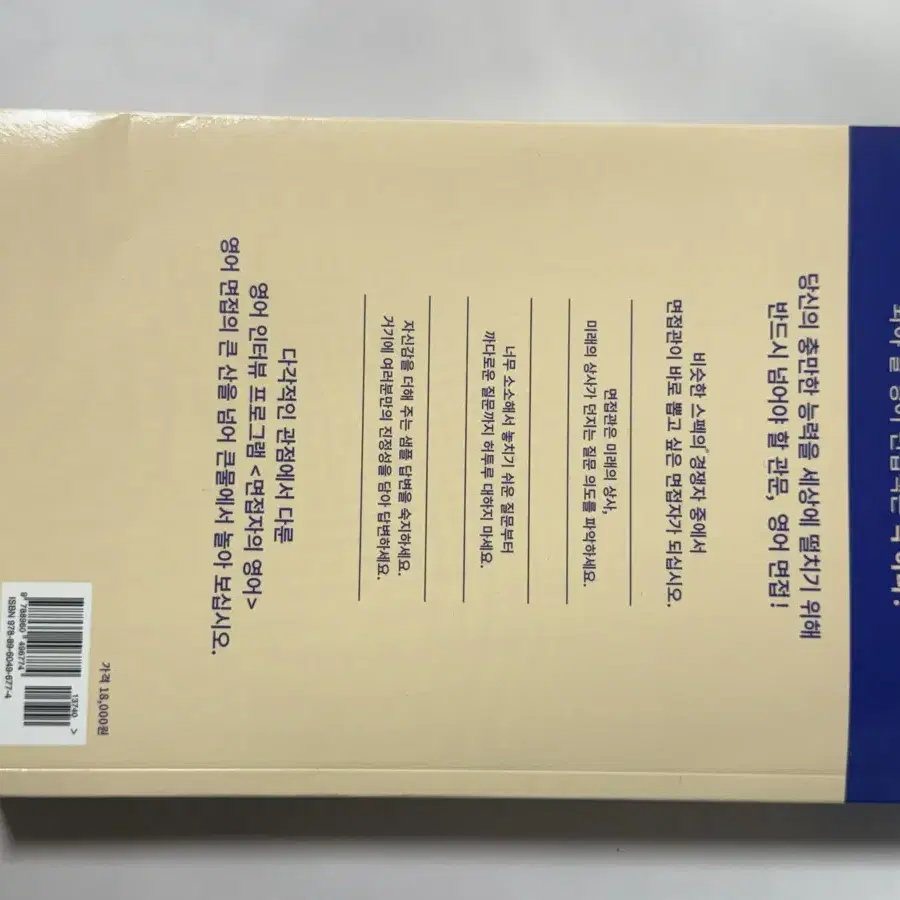 당신의 충만한 능력을 세상에 떨치기 위해
반드시 넘어야 할 관문, 영어 면접!
비슷한 스펙의 경쟁자 중에서
면접관이 바로 뽑고 싶은 면접자가 되십시오.
면접관은 미래의 상사,
미래의 상사가 던지는 질문 의도를 파악하세요.
너무 소소해서 놓치기 쉬운 질문부터
까다로운 질문까지 허투루 대하지 마세요.
자신감을 더해 주는 샘플 답변을 숙지하세요.
거기에 여러분만의 진정성을 담아 답변하세요.
다각적인 관점에서 다룬
영어 인터뷰 프로그램 <면접자의 영어>
영어 면접의 큰 산을 넘어 큰물에서 놀아 보십시오.
가격 18,000원
13740
9 788960 496774 >
ISBN 978-89-6049-677-4